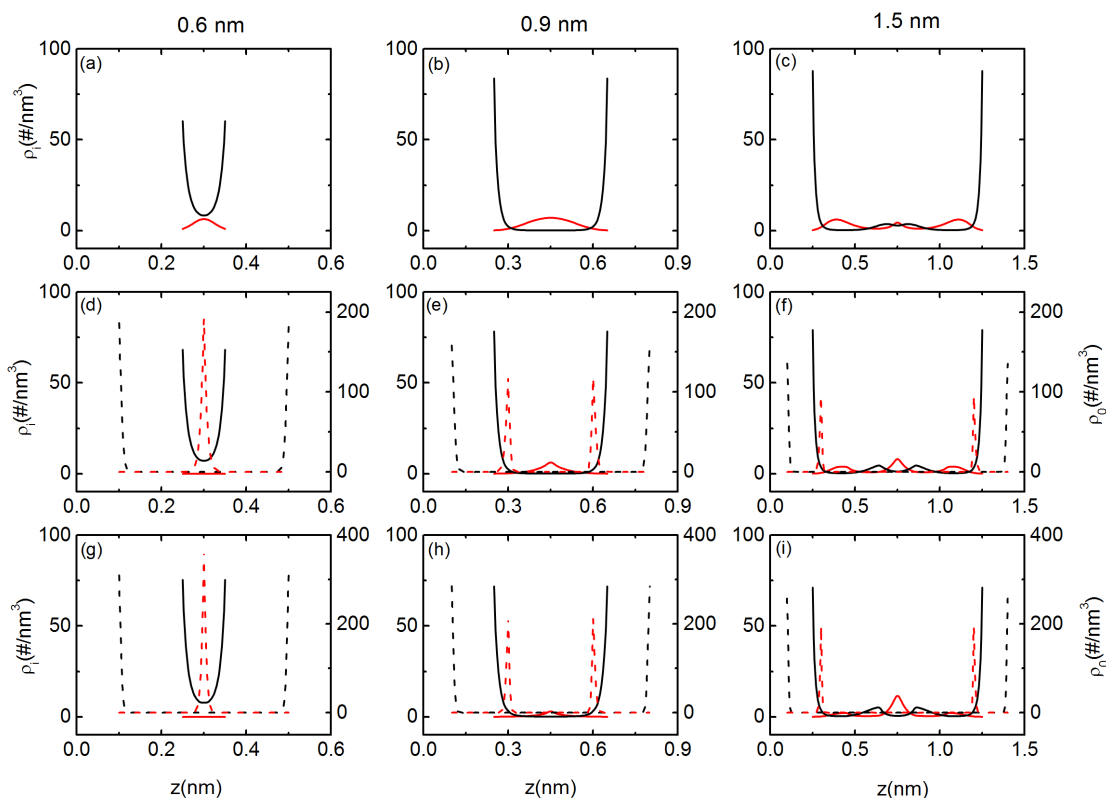 0.6 nm 0.9 nm 1.5 nm
(a) (b) (c)
100 100 100
ρi(#/nm³)
50 50 50
0 0 0
0.0 0.2 0.4 0.6 0.0 0.3 0.6 0.9 0.0 0.5 1.0 1.5
(d) (e) (f)
100 200 100 200 100 200
ρi(#/nm³) ρ0(#/nm³)
50 100 50 100 50 100
0 0 0 0 0 0
0.0 0.2 0.4 0.6 0.0 0.3 0.6 0.9 0.0 0.5 1.0 1.5
(g) (h) (i)
100 400 100 400 100 400
ρi(#/nm³) ρ0(#/nm³)
50 200 50 200 50 200
0 0 0 0 0 0
0.0 0.2 0.4 0.6 0.0 0.3 0.6 0.9 0.0 0.5 1.0 1.5
z(nm) z(nm) z(nm)